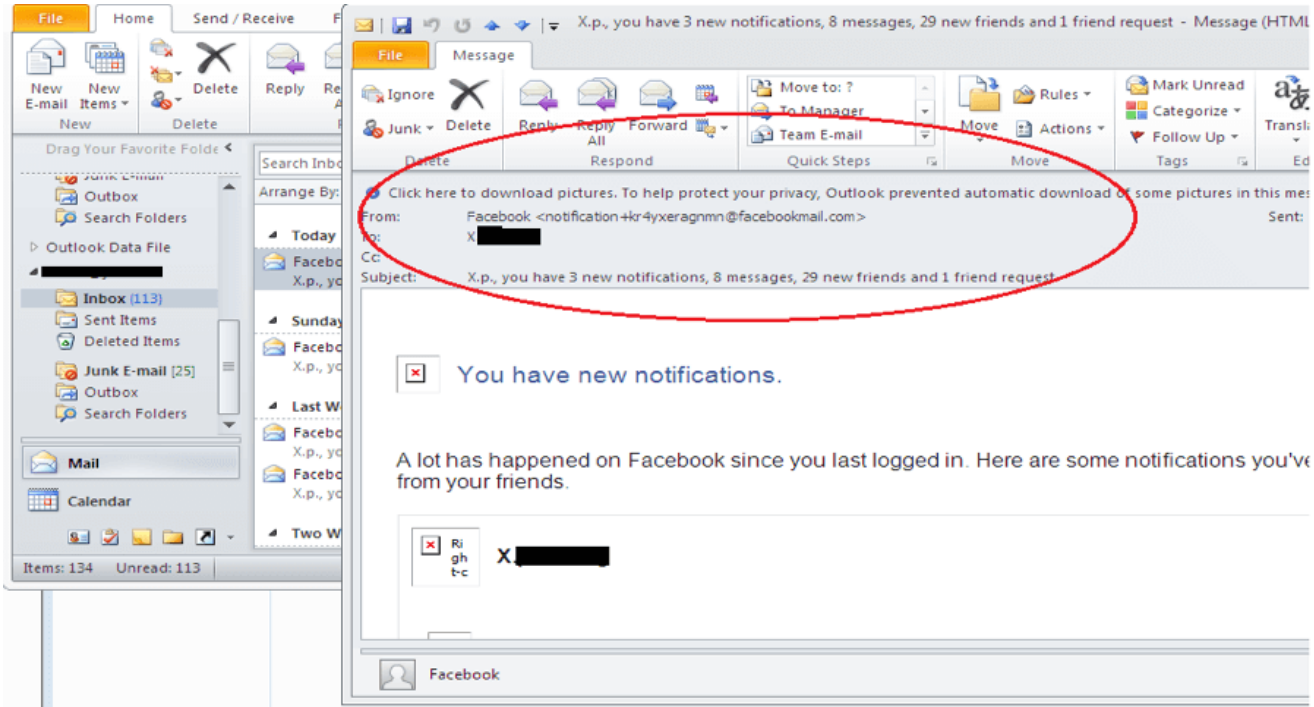 File Home Send / Receive F
New E-mail
New Items
Delete
Reply
Re
A
New Delete
Drag Your Favorite Folde
Search Inbo
Arrange By:
Junk E-mail
Outbox
Search Folders
Outlook Data File
Inbox (113)
Sent Items
Deleted Items
Junk E-mail [25]
Outbox
Search Folders
Mail
Calendar
Items: 134 Unread: 113
Today
Facebo
X.p., yo
Sunday
Facebo
X.p., yo
Last W
Facebo
X.p., yo
Facebo
X.p., yo
Two W
X.p., you have 3 new notifications, 8 messages, 29 new friends and 1 friend request - Message (HTML
File Message
Ignore
Junk
Delete
Reply
Reply All
Forward
Move to: ?
To Manager
Team E-mail
Move
Rules
Actions
Mark Unread
Categorize
Follow Up
Transla
Delete Respond Quick Steps Move Tags Ed
Click here to download pictures. To help protect your privacy, Outlook prevented automatic download of some pictures in this mes
From: Facebook <notification+kr4yxeragnmn@facebookmail.com> Sent:
To: X
Cc
Subject: X.p., you have 3 new notifications, 8 messages, 29 new friends and 1 friend request
You have new notifications.
A lot has happened on Facebook since you last logged in. Here are some notifications you've
from your friends.
Ri
gh
t-c
X.
Facebook